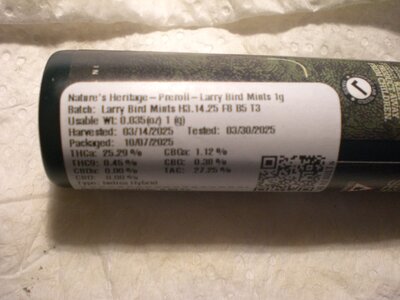 Nature's Heritage - Preroll - Larry Bird Mints 1g
Batch: Larry Bird Mints H3.14.25 F8 B5 T3
Usable Wt: 0.035(oz) 1 (g)
Harvested: 03/14/2025 Tested: 03/30/2025
Packaged: 10/07/2025
THCa: 25.29 % CBGa: 1.12 %
THC9: 0.45 % CBG: 0.38 %
CBDa: 0.00 % TAC: 27.25 %
CBD: 0.00 %
Type: Indica Hybrid